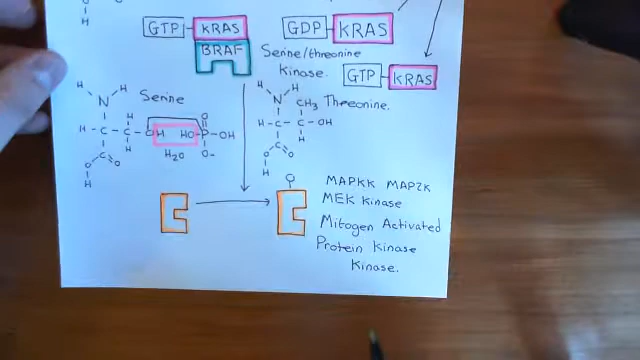 GTP KRAS GDP KRAS
BRAF Serine/threonine
kinase.
GTP KRAS
Serine
Threonine.
H H
N
H - C - C - OH HO - P - OH
H
H
O
O-
H2O
C O
O
H
H H
N CH3
H - C - C - OH
H
C O
O
H
MAPKK MAP2K
MEK Kinase
Mitogen Activated
Protein Kinase
Kinase.